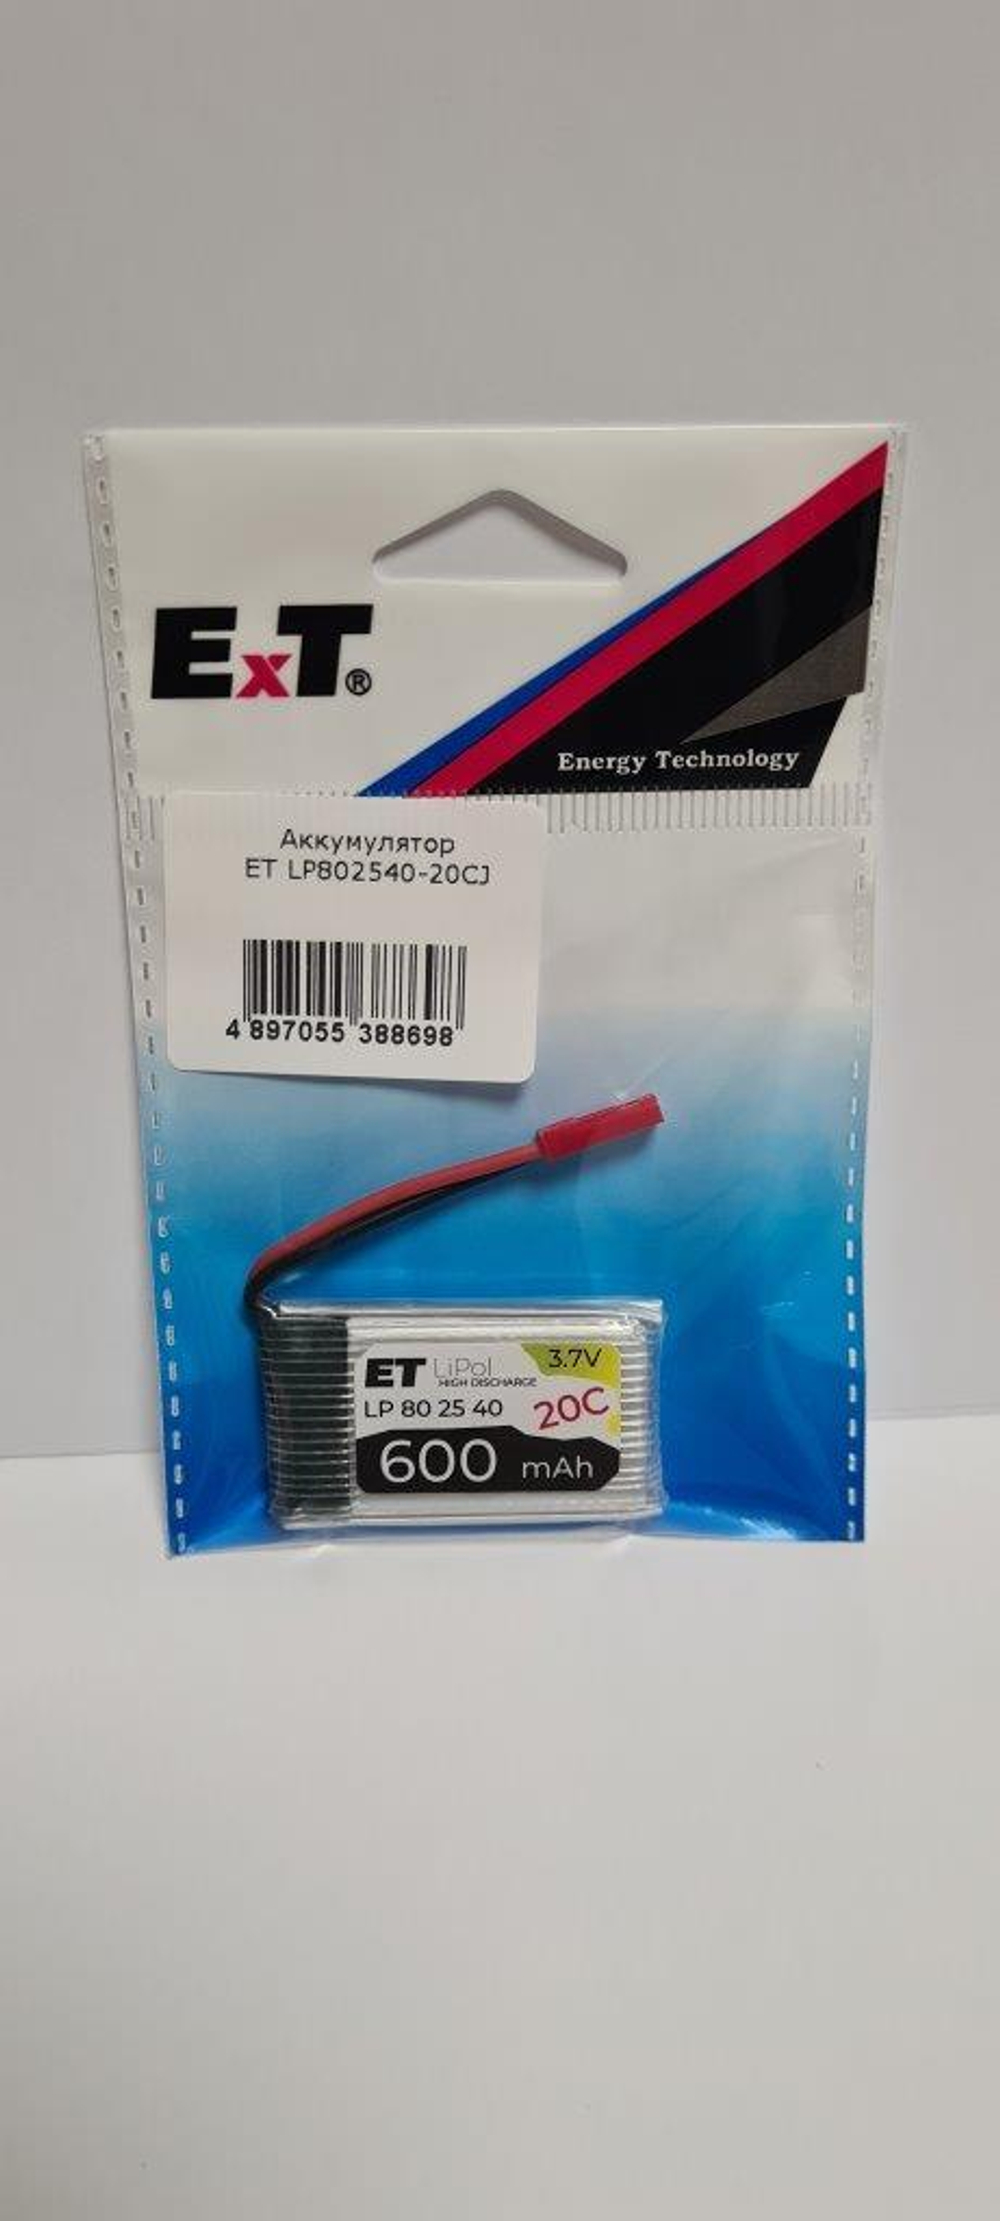 ExT®
Energy Technology
Аккумулятор
ET LP802540-20CJ
4 897055 388698
ET LiPol 3.7V
HIGH DISCHARGE
LP 80 25 40 20C
600 mAh